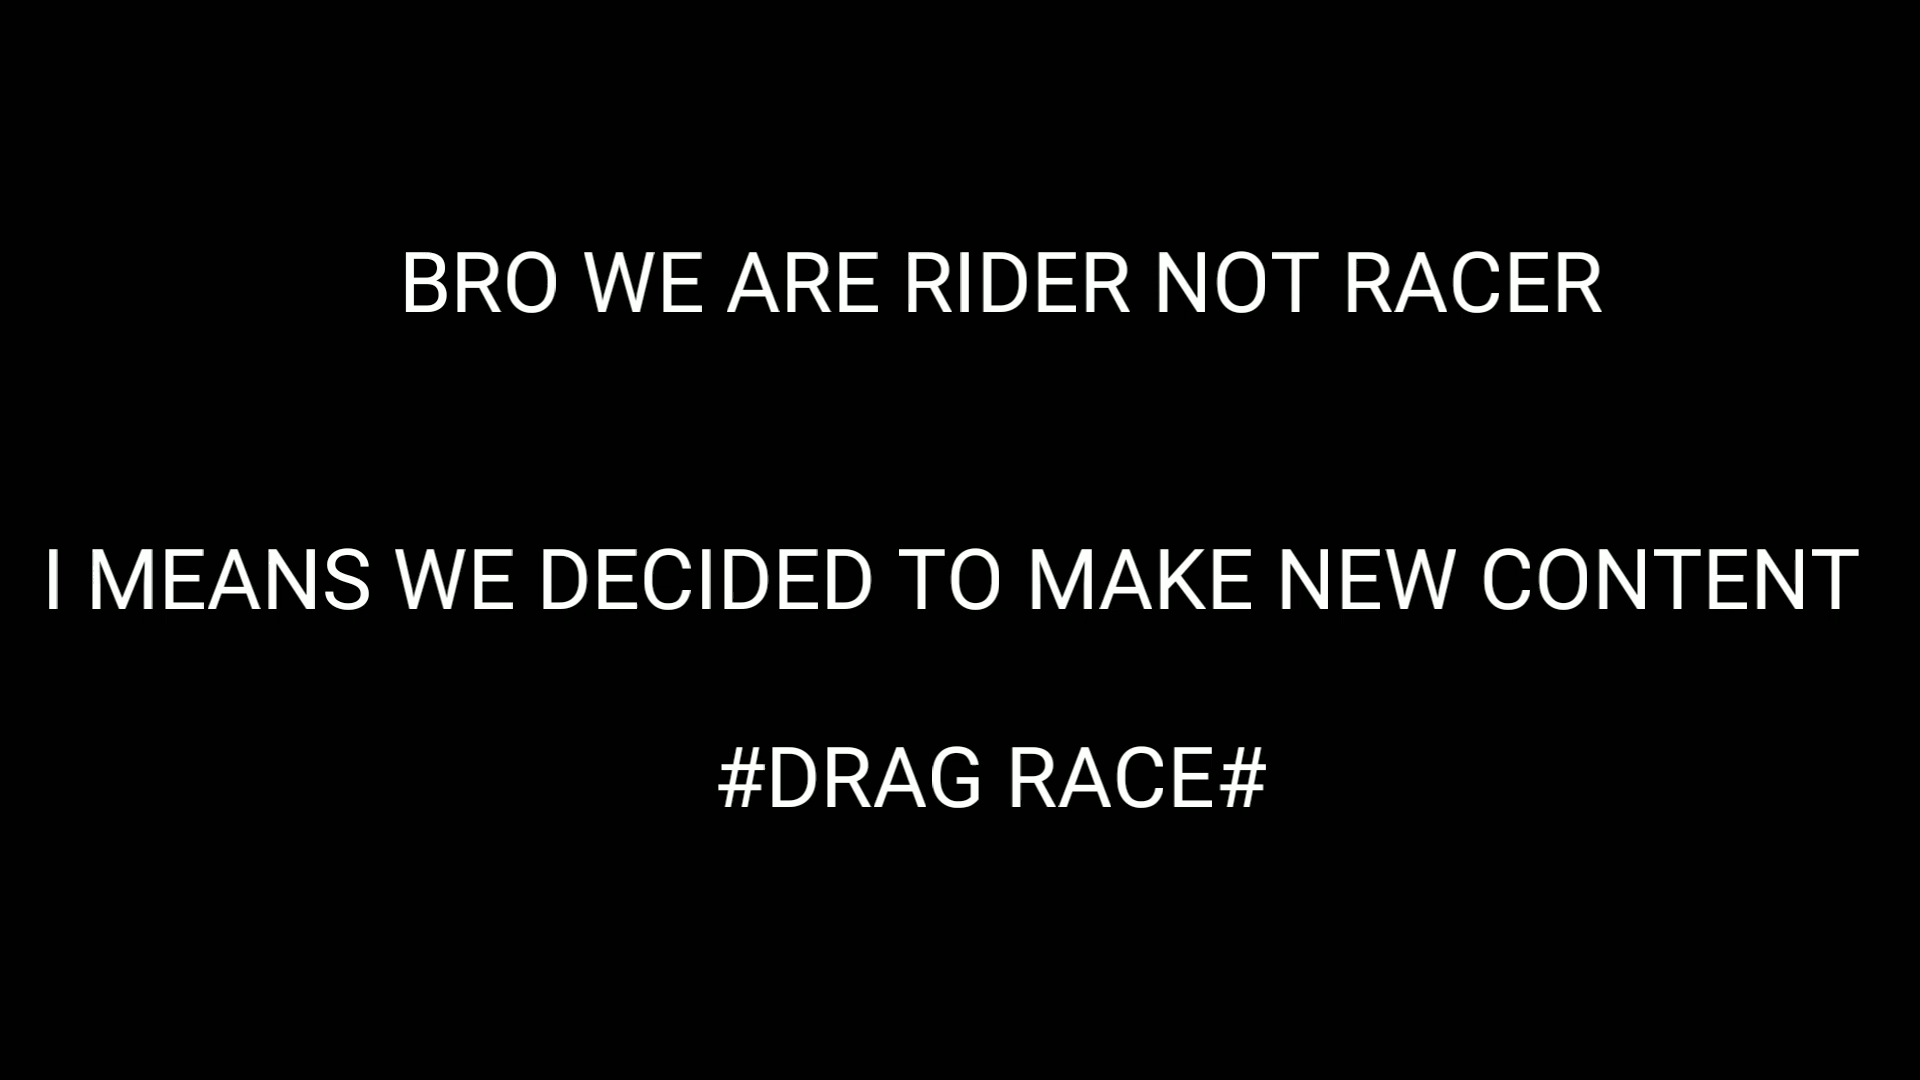 BRO WE ARE RIDER NOT RACER
I MEANS WE DECIDED TO MAKE NEW CONTENT
#DRAG RACE#